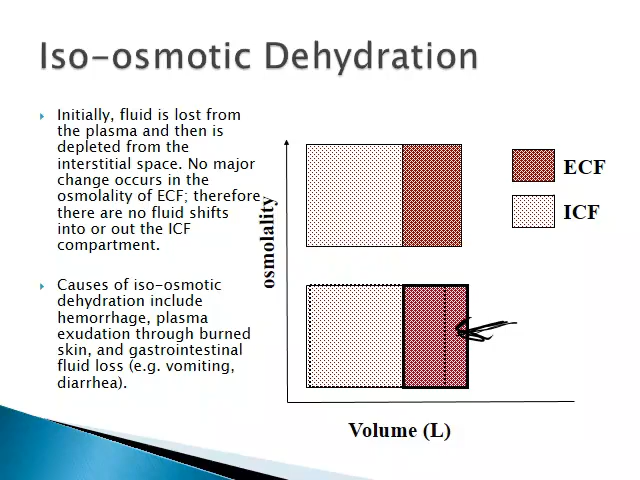 Iso-osmotic Dehydration
Initially, fluid is lost from
the plasma and then is
depleted from the
interstitial space. No major
change occurs in the
osmolality of ECF; therefore
there are no fluid shifts
into or out the ICF
compartment.
Causes of iso-osmotic
dehydration include
hemorrhage, plasma
exudation through burned
skin, and gastrointestinal
fluid loss (e.g. vomiting,
diarrhea).
osmolality
ECF
ICF
Volume (L)